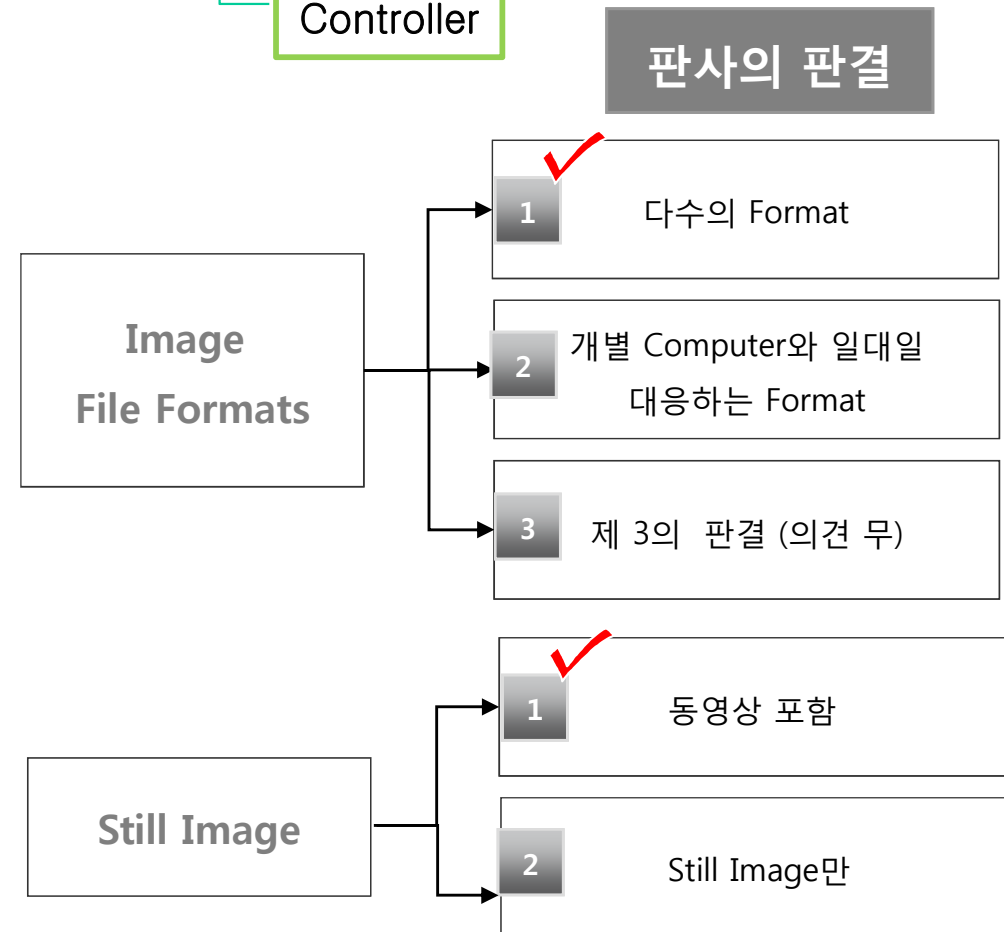 Controller
판사의 판결
1
다수의 Format
Image
File Formats
2
개별 Computer와 일대일
대응하는 Format
3
제 3의 판결 (의견 무)
1
동영상 포함
Still Image
2
Still Image만